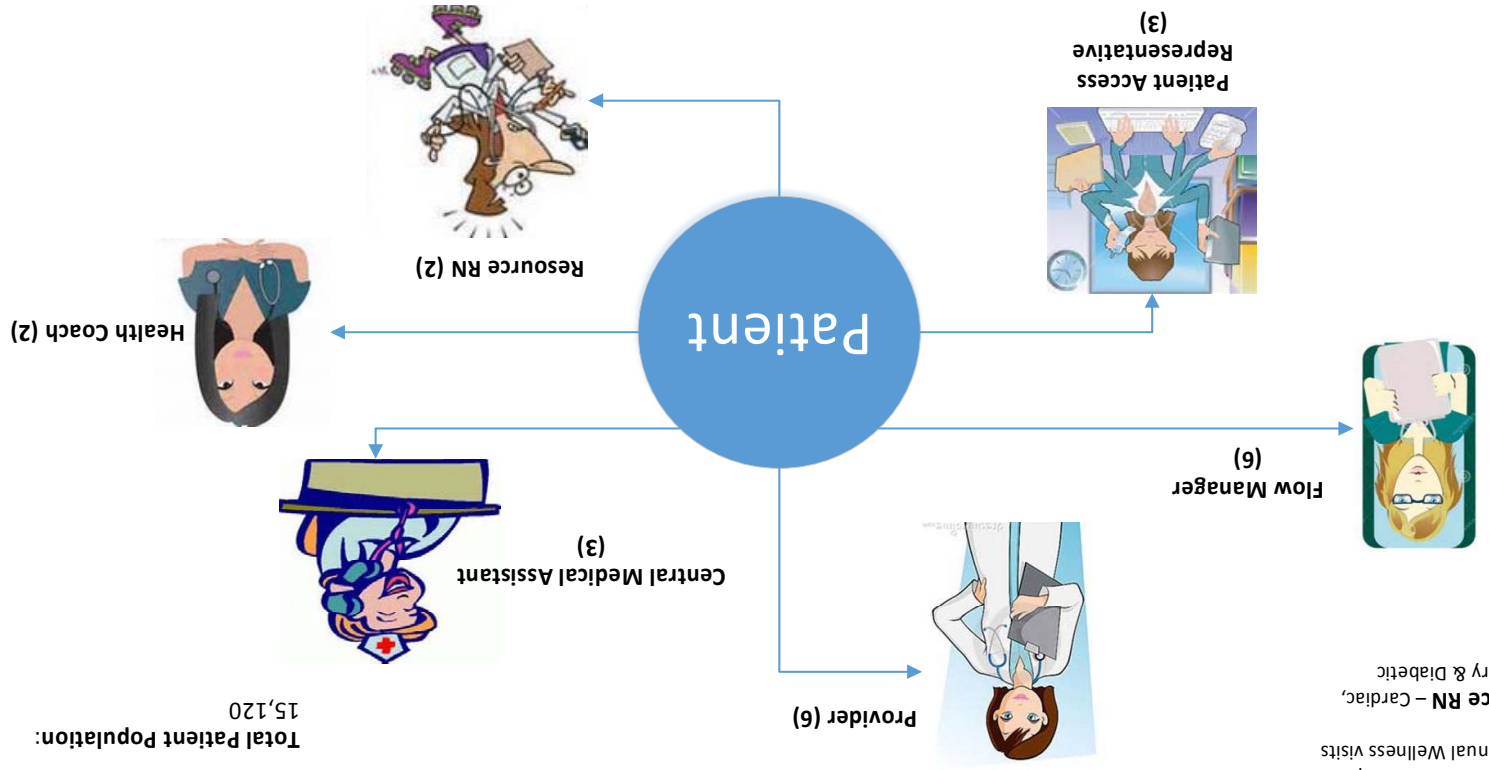 nual Wellness visits
ce RN – Cardiac,
ry & Diabetic
Total Patient Population:
15,120
Provider (6)
Central Medical Assistant
(3)
Flow Manager
(6)
Patient
Health Coach (2)
Resource RN (2)
Patient Access
Representative
(3)